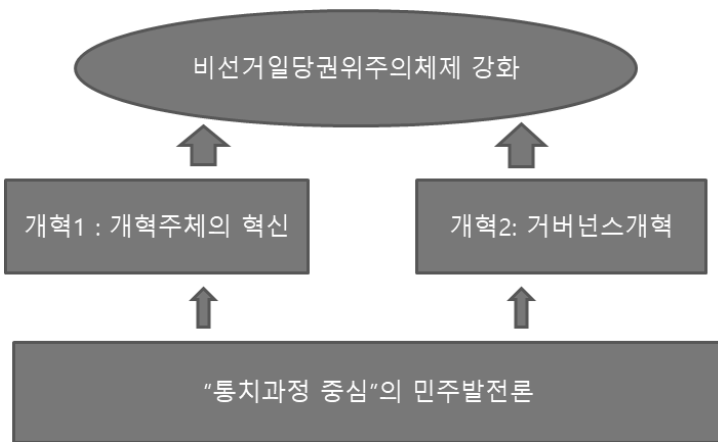 비선거일당권위주의체제 강화
개혁1 : 개혁주체의 혁신
개혁2: 거버넌스개혁
“통치과정 중심”의 민주발전론